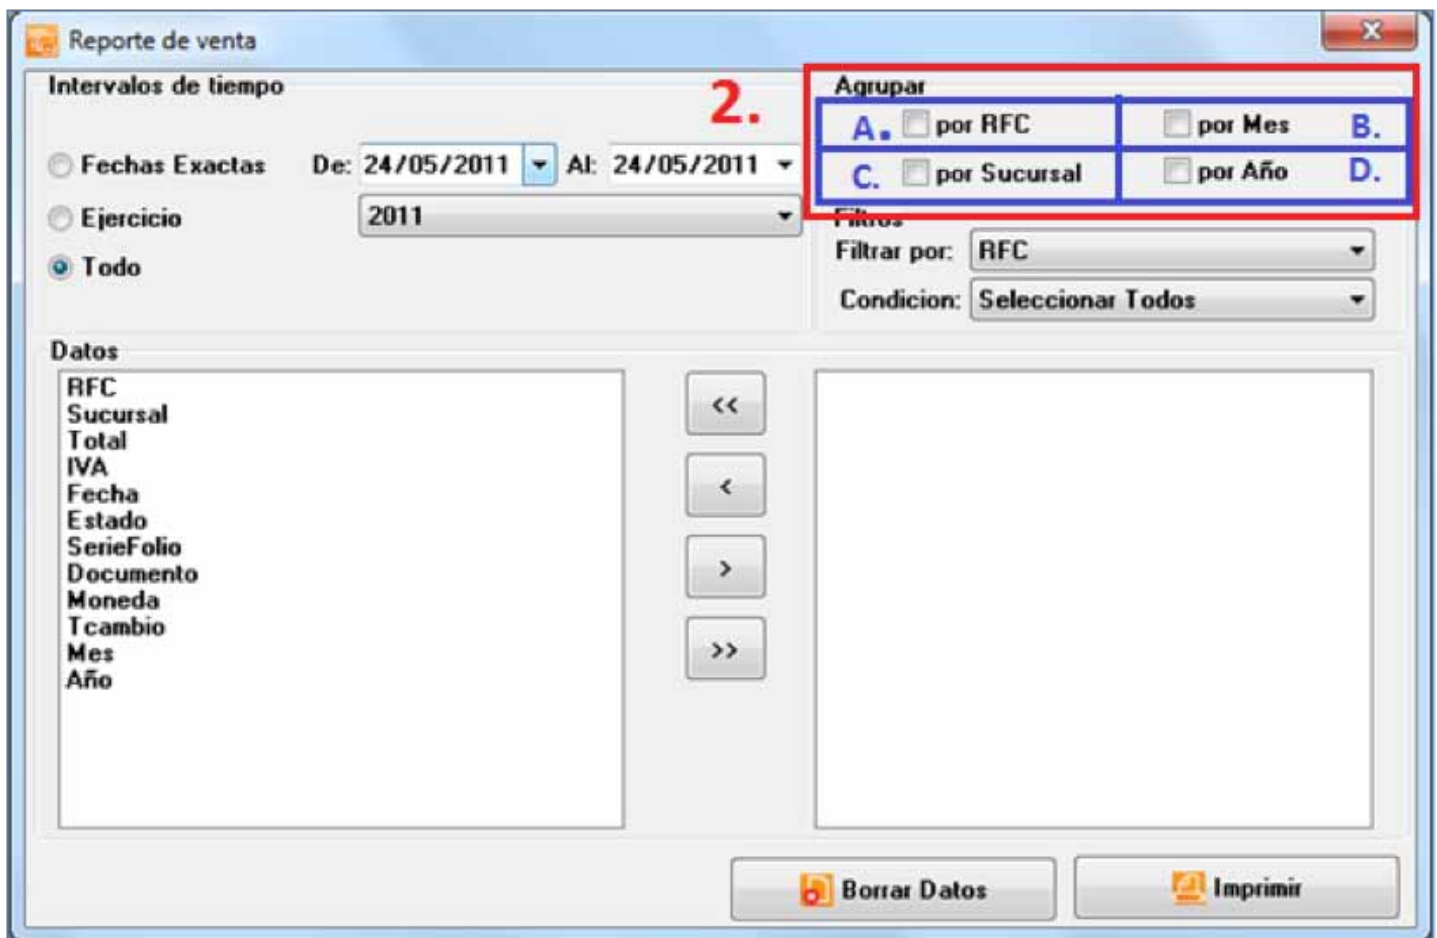 Reporte de venta
X
Intervalos de tiempo
2.
Agrupar
A. por RFC
por Mes B.
Fechas Exactas De: 24/05/2011 Al: 24/05/2011
C. por Sucursal
por Año D.
Ejercicio 2011
Filtros
Todo
Filtrar por: RFC
Condicion: Seleccionar Todos
Datos
RFC
Sucursal
Total
IVA
Fecha
Estado
SerieFolio
Documento
Moneda
Tcambio
Mes
Año
<<
<
>
>>
Borrar Datos
Imprimir